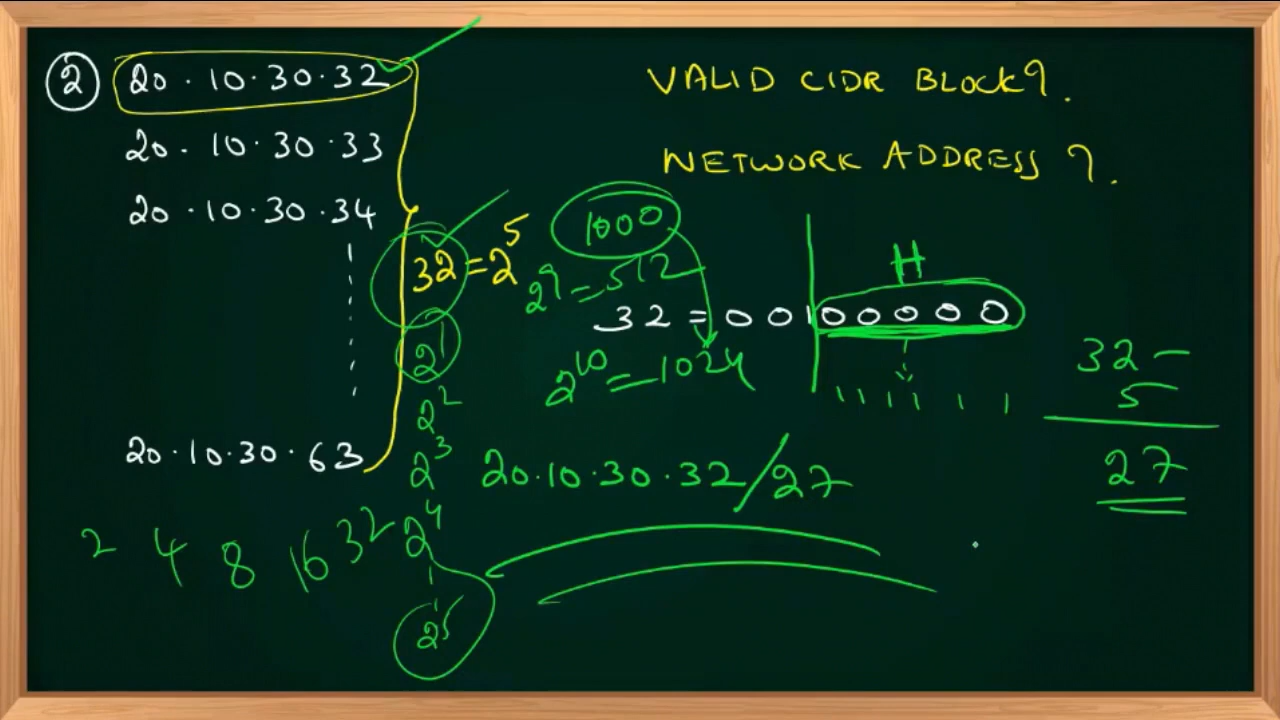 ② 20 . 10 . 30 . 32
20 . 10 . 30 . 33
20 . 10 . 30 . 34
20 . 10 . 30 . 63
VALID CIDR BLOCK?.
NETWORK ADDRESS ?.
32 = 2^5
2^1
2^2
2^3
2^4
2^5
2 4 8 16 32
1000
2^9 = 512
32 = 0 0 1 0 0 0 0 0
H
2^10 = 1024
20.10.30.32/27
32 –
5
27